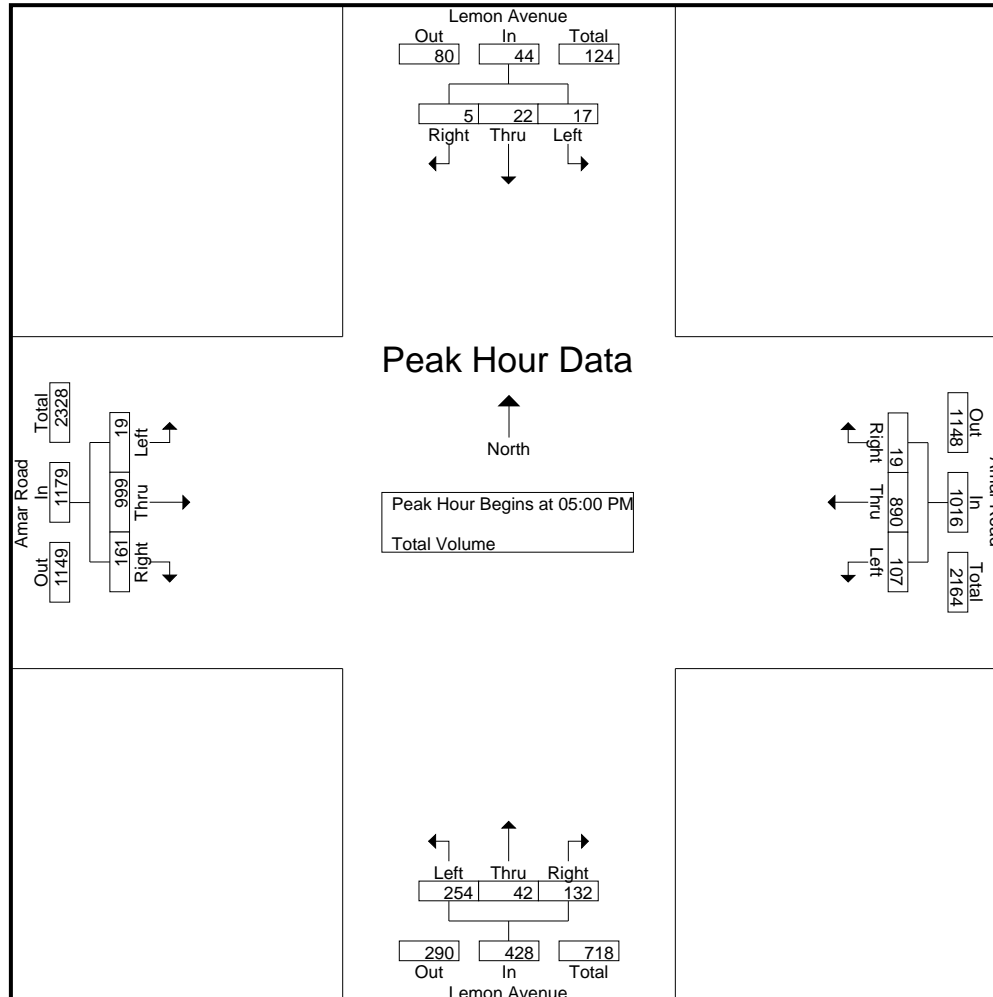 Lemon Avenue
Out In Total
80 44 124
5 22 17
Right Thru Left
Peak Hour Data
North
Peak Hour Begins at 05:00 PM
Total Volume
Amar Road
Total In Out
2328 1179 1149
19 999 161
Left Thru Right
Right Thru Left
19 890 107
1148 1016 2164
Out In Total
Amar Road
Left Thru Right
254 42 132
290 428 718
Out In Total
Lemon Avenue